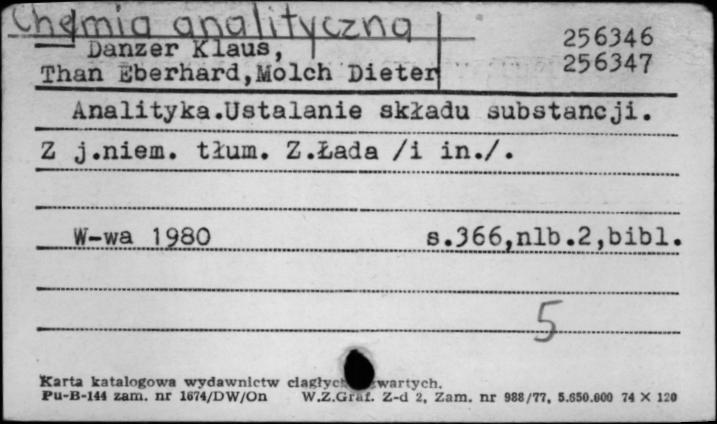 Chemia analityczna
Danzer Klaus, 256346
Than Eberhard,Molch Dieter 256347
Analityka.Ustalanie składu substancji.
Z j.niem. tłum. Z.Łada /i in./.
W-wa 1980 s.366,nlb.2,bibl.
5
Karta katalogowa wydawnictw
Pu-B-144 zam. nr 1674/DW/On W.Z.Graf. Z-d 2, Zam. nr 988/77, 5.650.000 74 X 120